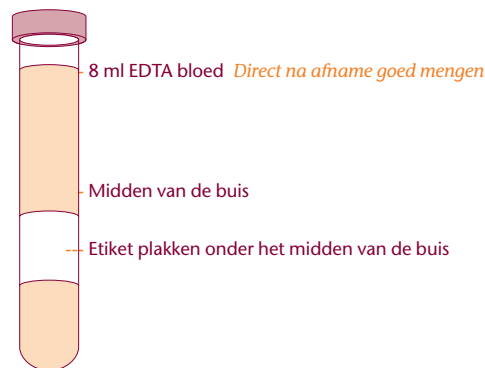 8 ml EDTA bloed Direct na afname goed mengen
Midden van de buis
Etiket plakken onder het midden van de buis